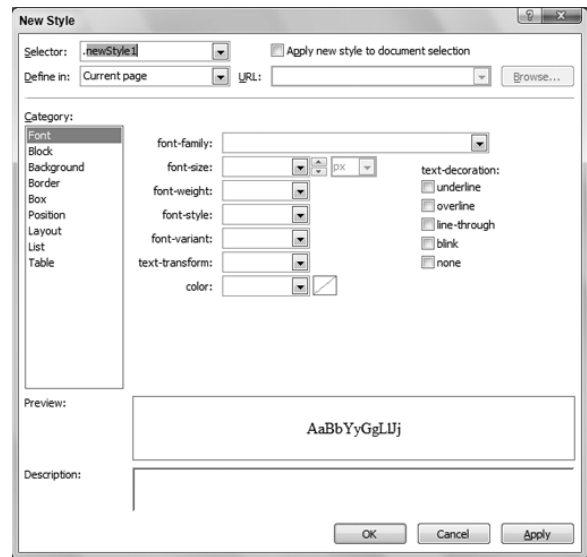 New Style
Selector: .newStyle1 Apply new style to document selection
Define in: Current page URL: Browse...
Category:
Font
Block
Background
Border
Box
Position
Layout
List
Table
font-family:
font-size: px
font-weight:
font-style:
font-variant:
text-transform:
color:
text-decoration:
underline
overline
line-through
blink
none
Preview:
AaBbYyGgLlJj
Description:
OK Cancel Apply